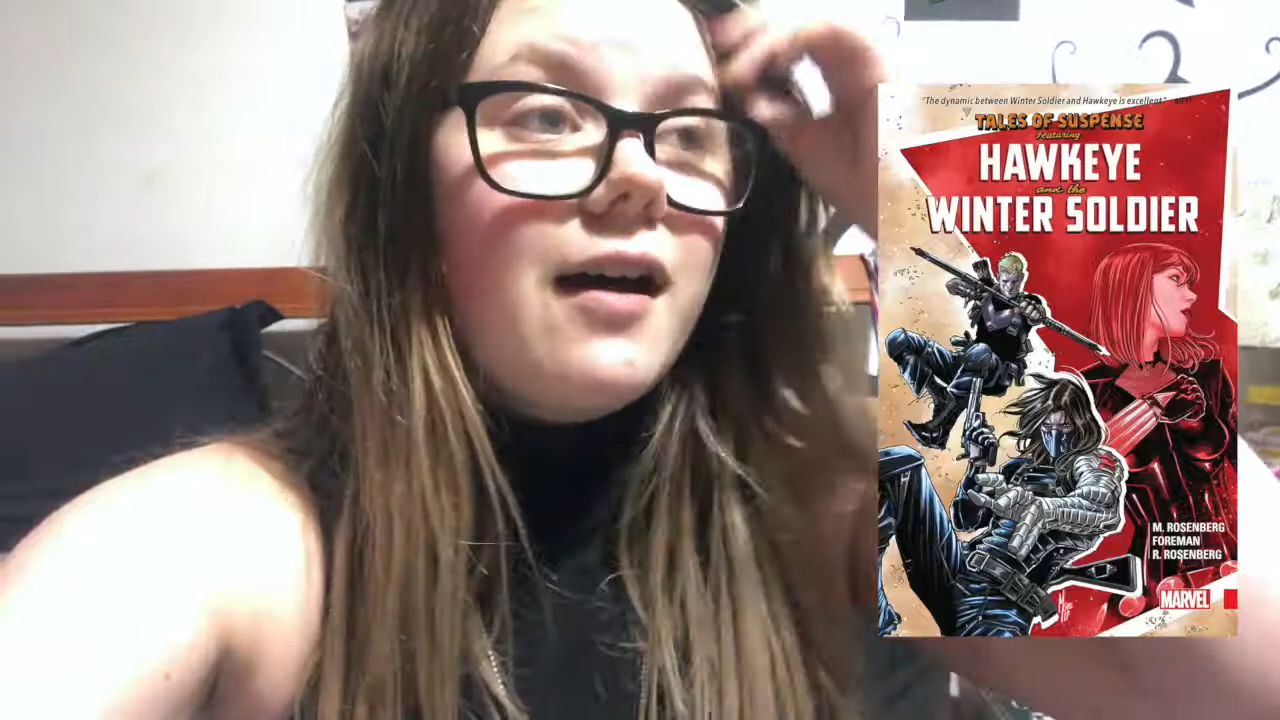 "The dynamic between Winter Soldier and Hawkeye is excellent."
TALES OF SUSPENSE
Featuring
HAWKEYE
and the
WINTER SOLDIER
M. ROSENBERG
FOREMAN
R. ROSENBERG
MARVEL